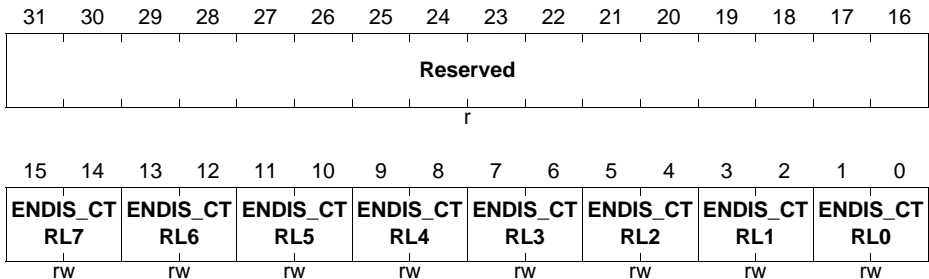 31 30 29 28 27 26 25 24 23 22 21 20 19 18 17 16
Reserved
r
15 14 13 12 11 10 9 8 7 6 5 4 3 2 1 0
ENDIS_CT ENDIS_CT ENDIS_CT ENDIS_CT ENDIS_CT ENDIS_CT ENDIS_CT ENDIS_CT
RL7 RL6 RL5 RL4 RL3 RL2 RL1 RL0
rw rw rw rw rw rw rw rw